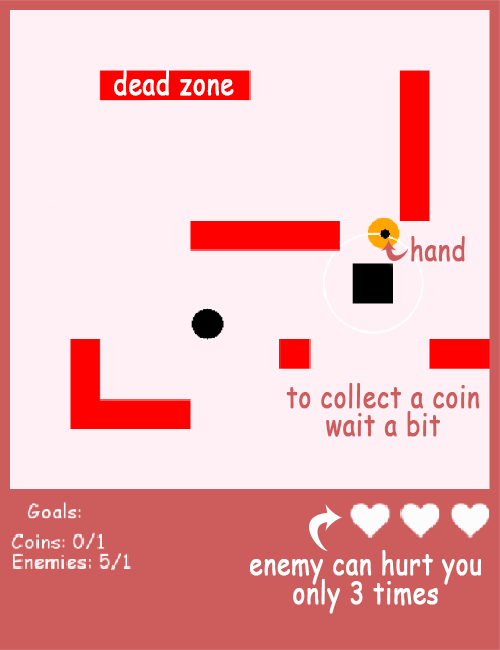 dead zone
hand
to collect a coin
wait a bit
Goals:
Coins: 0/1
Enemies: 5/1
enemy can hurt you
only 3 times